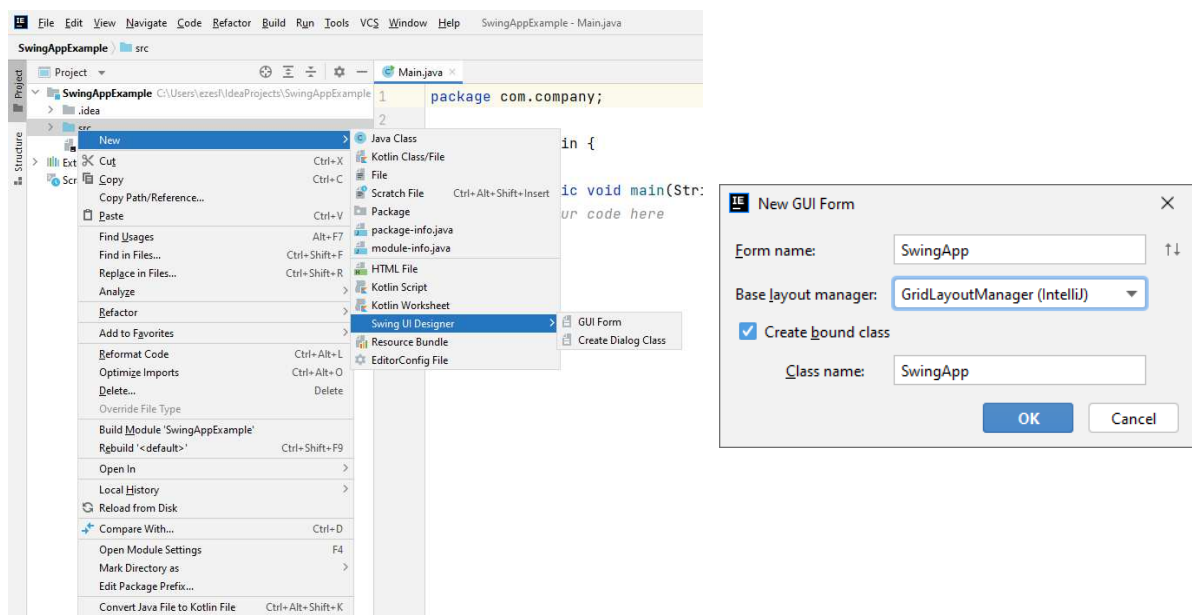 File Edit View Navigate Code Refactor Build Run Tools VCS Window Help SwingAppExample - Main.java
SwingAppExample src
Project
Project
Main.java
SwingAppExample C:\Users\ezesl\IdeaProjects\SwingAppExample
.idea
src
Ext
Scr
Structure
1 package com.company;
2
in {
ic void main(Stri
ur code here
New
Cut Ctrl+X
Copy Ctrl+C
Copy Path/Reference...
Paste Ctrl+V
Find Usages Alt+F7
Find in Files... Ctrl+Shift+F
Replace in Files... Ctrl+Shift+R
Analyze
Refactor
Add to Favorites
Reformat Code Ctrl+Alt+L
Optimize Imports Ctrl+Alt+O
Delete... Delete
Override File Type
Build Module 'SwingAppExample'
Rebuild '<default>' Ctrl+Shift+F9
Open In
Local History
Reload from Disk
Compare With... Ctrl+D
Open Module Settings F4
Mark Directory as
Edit Package Prefix...
Convert Java File to Kotlin File Ctrl+Alt+Shift+K
Java Class
Kotlin Class/File
File
Scratch File Ctrl+Alt+Shift+Insert
Package
package-info.java
module-info.java
HTML File
Kotlin Script
Kotlin Worksheet
Swing UI Designer
Resource Bundle
EditorConfig File
GUI Form
Create Dialog Class
New GUI Form
Form name: SwingApp
Base layout manager: GridLayoutManager (IntelliJ)
Create bound class
Class name: SwingApp
OK Cancel